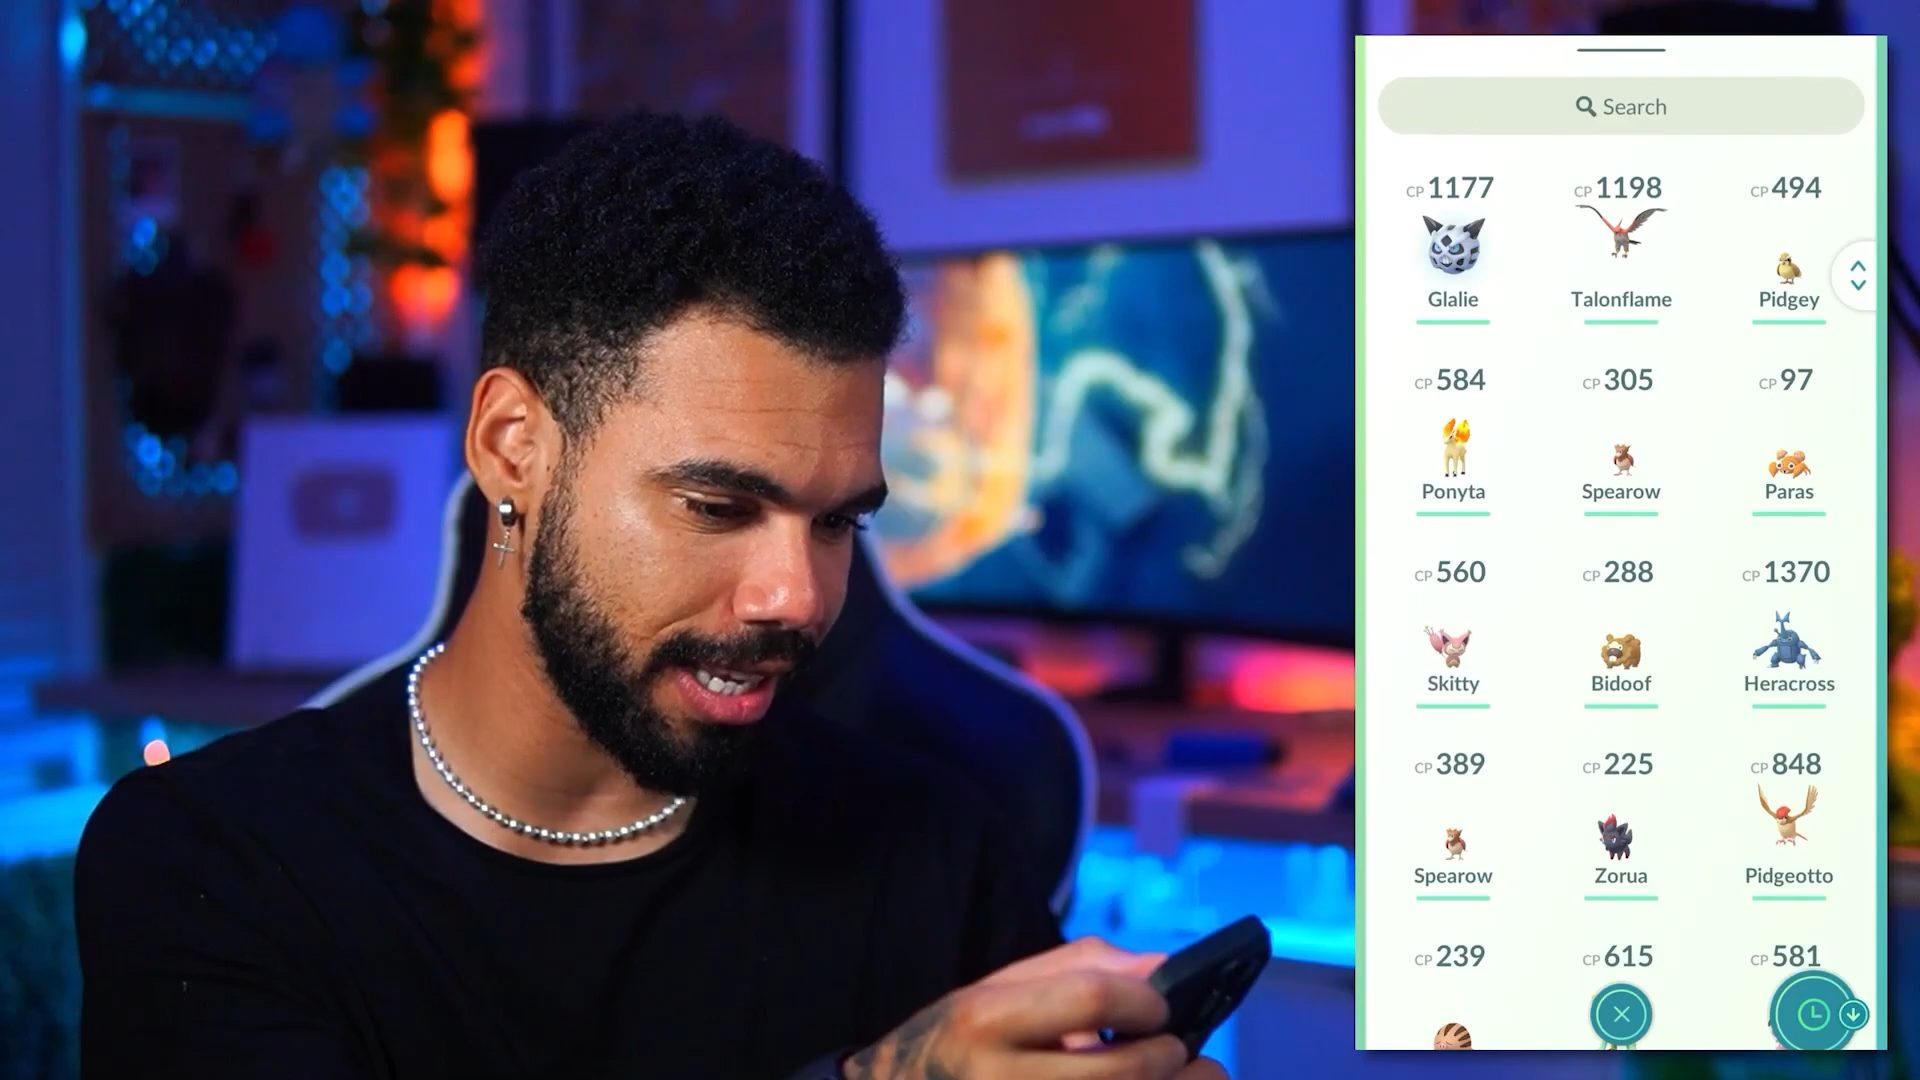 Search
CP 1177 CP 1198 CP 494
Glalie Talonflame Pidgey
CP 584 CP 305 CP 97
Ponyta Spearow Paras
CP 560 CP 288 CP 1370
Skitty Bidoof Heracross
CP 389 CP 225 CP 848
Spearow Zorua Pidgeotto
CP 239 CP 615 CP 581